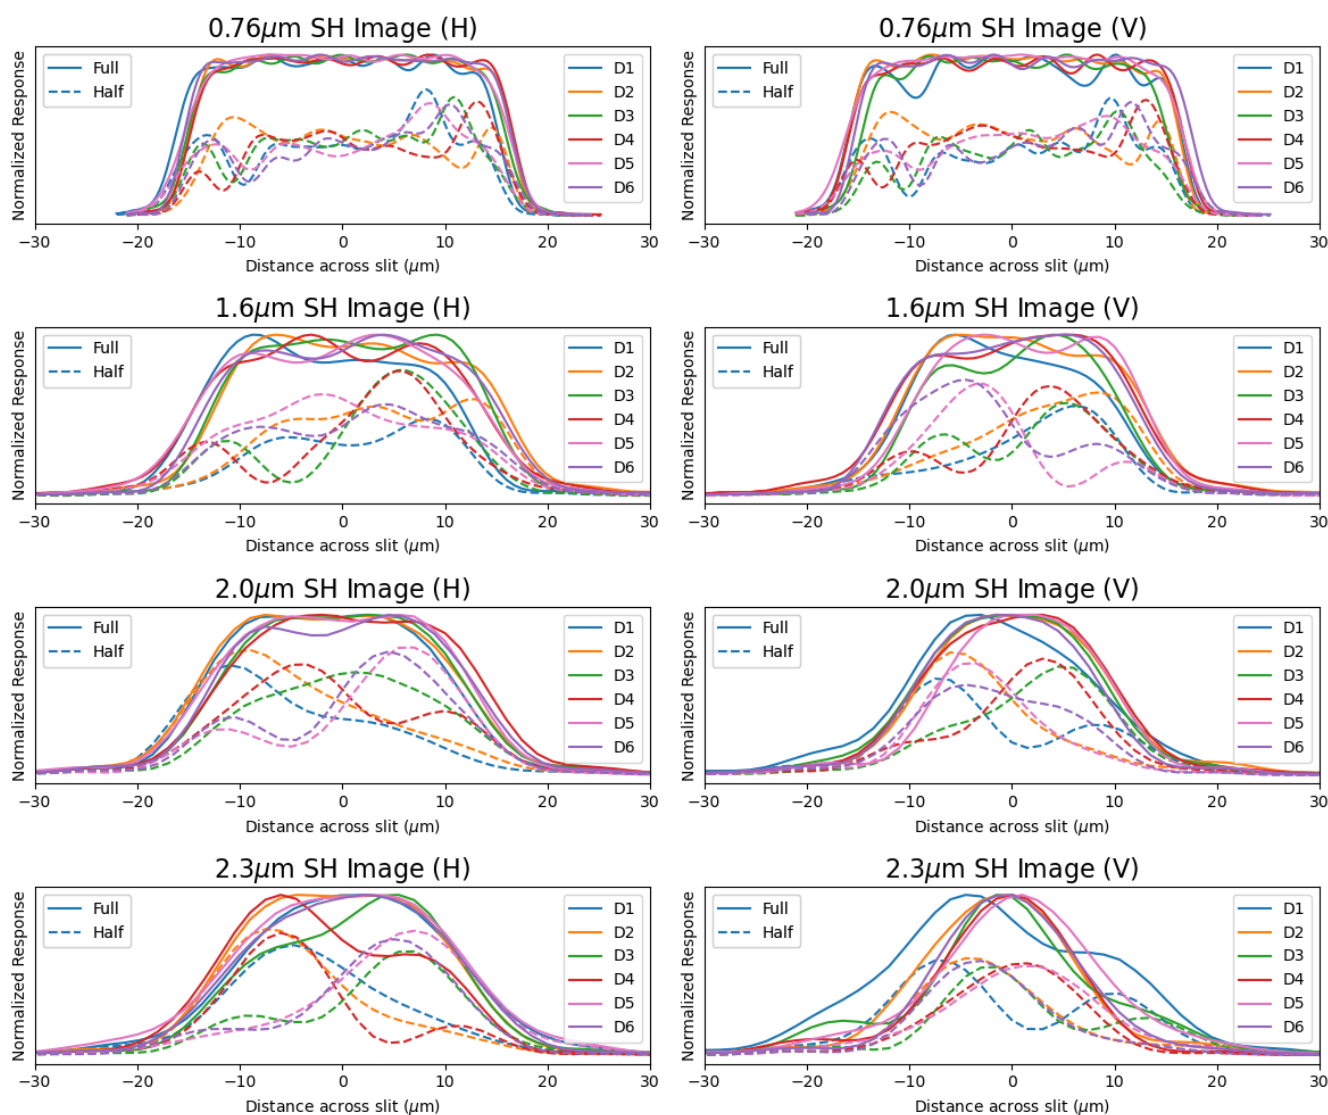 0.76μm SH Image (H)
Normalized Response
Full
Half
D1
D2
D3
D4
D5
D6
−30 −20 −10 0 10 20 30
Distance across slit (μm)
0.76μm SH Image (V)
Normalized Response
Full
Half
D1
D2
D3
D4
D5
D6
−30 −20 −10 0 10 20 30
Distance across slit (μm)
1.6μm SH Image (H)
Normalized Response
Full
Half
D1
D2
D3
D4
D5
D6
−30 −20 −10 0 10 20 30
Distance across slit (μm)
1.6μm SH Image (V)
Normalized Response
Full
Half
D1
D2
D3
D4
D5
D6
−30 −20 −10 0 10 20 30
Distance across slit (μm)
2.0μm SH Image (H)
Normalized Response
Full
Half
D1
D2
D3
D4
D5
D6
−30 −20 −10 0 10 20 30
Distance across slit (μm)
2.0μm SH Image (V)
Normalized Response
Full
Half
D1
D2
D3
D4
D5
D6
−30 −20 −10 0 10 20 30
Distance across slit (μm)
2.3μm SH Image (H)
Normalized Response
Full
Half
D1
D2
D3
D4
D5
D6
−30 −20 −10 0 10 20 30
Distance across slit (μm)
2.3μm SH Image (V)
Normalized Response
Full
Half
D1
D2
D3
D4
D5
D6
−30 −20 −10 0 10 20 30
Distance across slit (μm)